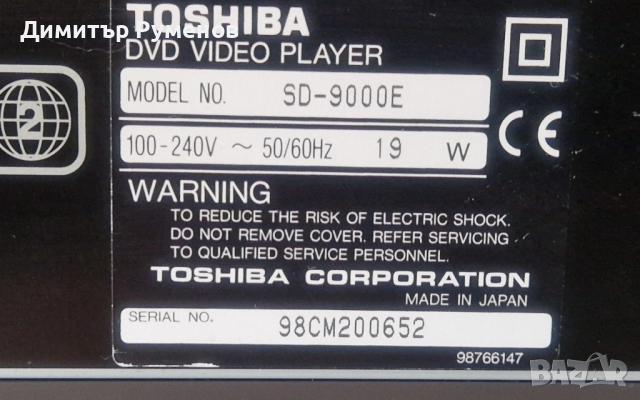 Димитър Руменов
TOSHIBA
DVD VIDEO PLAYER
MODEL NO. SD-9000E
2
100-240V ~ 50/60Hz 19 W
CE
WARNING
TO REDUCE THE RISK OF ELECTRIC SHOCK.
DO NOT REMOVE COVER. REFER SERVICING
TO QUALIFIED SERVICE PERSONNEL.
TOSHIBA CORPORATION
MADE IN JAPAN
SERIAL NO. 98CM200652
98766147
BAZAR